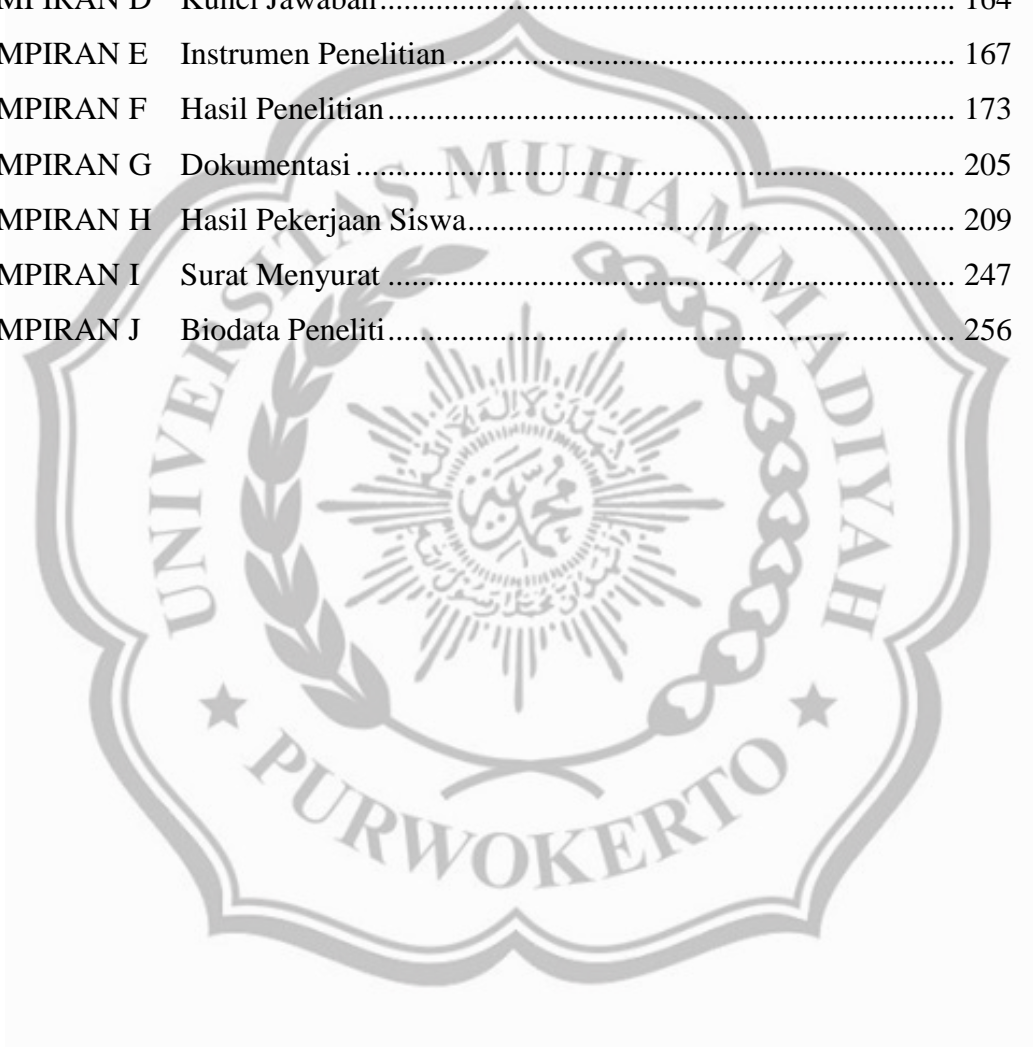 MPIRAN D Kunci Jawaban.......................................................................... 164
MPIRAN E Instrumen Penelitian ................................................................ 167
MPIRAN F Hasil Penelitian......................................................................... 173
MPIRAN G Dokumentasi ............................................................................. 205
MPIRAN H Hasil Pekerjaan Siswa.............................................................. 209
MPIRAN I Surat Menyurat ......................................................................... 247
MPIRAN J Biodata Peneliti......................................................................... 256
UNIVERSITAS MUHAMMADIYAH
PURWOKERTO